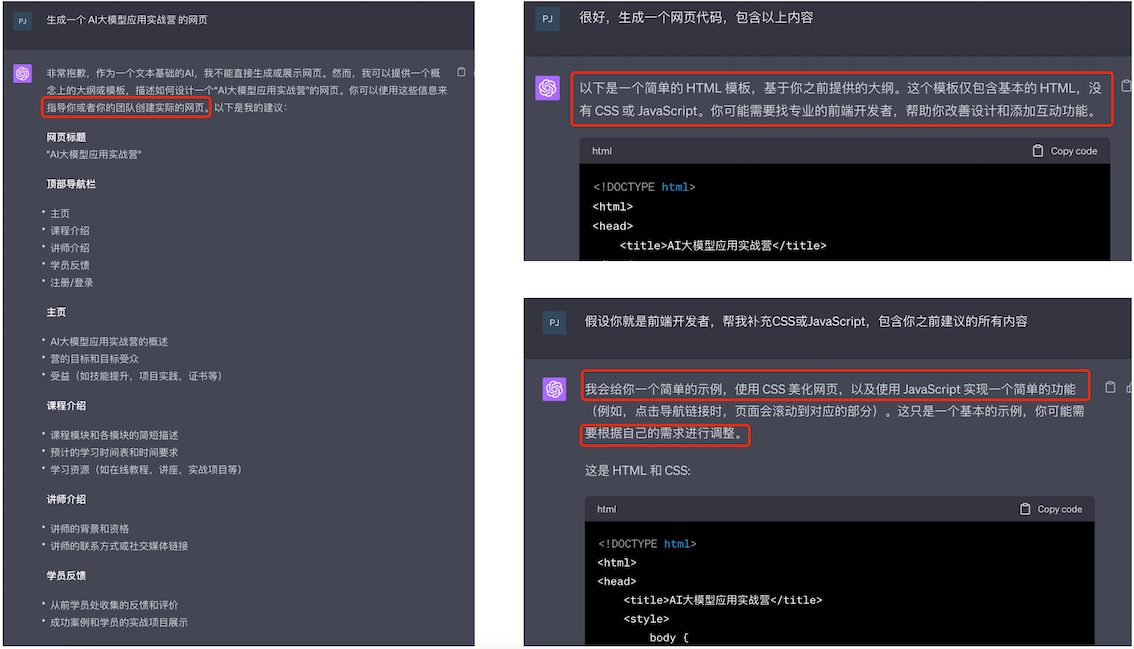 PJ
生成一个 AI大模型应用实战营 的网页
非常抱歉，作为一个文本基础的AI，我不能直接生成或展示网页。然而，我可以提供一个概
念上的大纲或模板，描述如何设计一个“AI大模型应用实战营”的网页。你可以使用这些信息来
指导你或者你的团队创建实际的网页。以下是我的建议：
网页标题
"AI大模型应用实战营"
顶部导航栏
• 主页
• 课程介绍
• 讲师介绍
• 学员反馈
• 注册/登录
主页
• AI大模型应用实战营的概述
• 营的目标和目标受众
• 受益（如技能提升，项目实践，证书等）
课程介绍
• 课程模块和各模块的简短描述
• 预计的学习时间表和时间要求
• 学习资源（如在线教程，讲座，实战项目等）
讲师介绍
• 讲师的背景和资格
• 讲师的联系方式或社交媒体链接
学员反馈
• 从前学员处收集的反馈和评价
• 成功案例和学员的实战项目展示
PJ
很好，生成一个网页代码，包含以上内容
以下是一个简单的 HTML 模板，基于你之前提供的大纲。这个模板仅包含基本的 HTML，没
有 CSS 或 JavaScript。你可能需要找专业的前端开发者，帮助你改善设计和添加互动功能。
html
Copy code
<!DOCTYPE html>
<html>
<head>
<title>AI大模型应用实战营</title>
PJ
假设你就是前端开发者，帮我补充CSS或JavaScript，包含你之前建议的所有内容
我会给你一个简单的示例，使用 CSS 美化网页，以及使用 JavaScript 实现一个简单的功能
（例如，点击导航链接时，页面会滚动到对应的部分）。这只是一个基本的示例，你可能需
要根据自己的需求进行调整。
这是 HTML 和 CSS:
html
Copy code
<!DOCTYPE html>
<html>
<head>
<title>AI大模型应用实战营</title>
<style>
body {